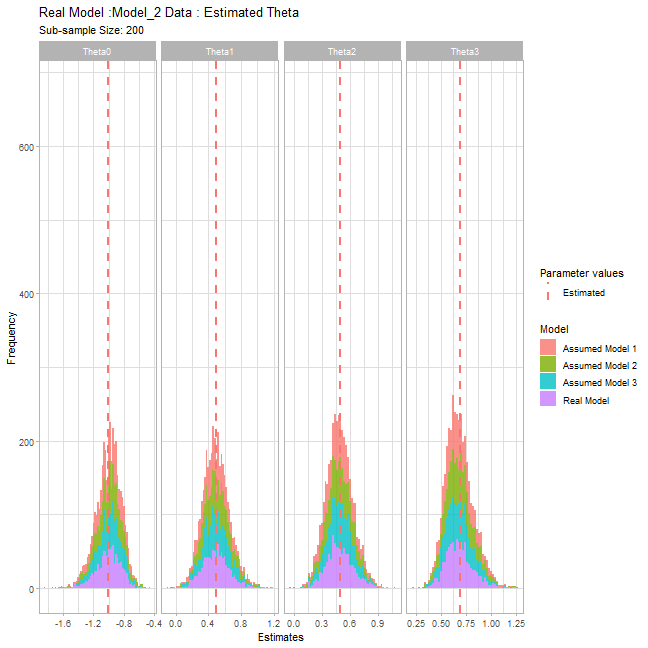 Real Model :Model_2 Data : Estimated Theta
Sub-sample Size: 200
Theta0 Theta1 Theta2 Theta3
600
400
200
0
Frequency
-1.6 -1.2 -0.8 -0.4 0.0 0.4 0.8 1.2 0.0 0.3 0.6 0.9 0.25 0.50 0.75 1.00 1.25
Estimates
Parameter values
Estimated
Model
Assumed Model 1
Assumed Model 2
Assumed Model 3
Real Model